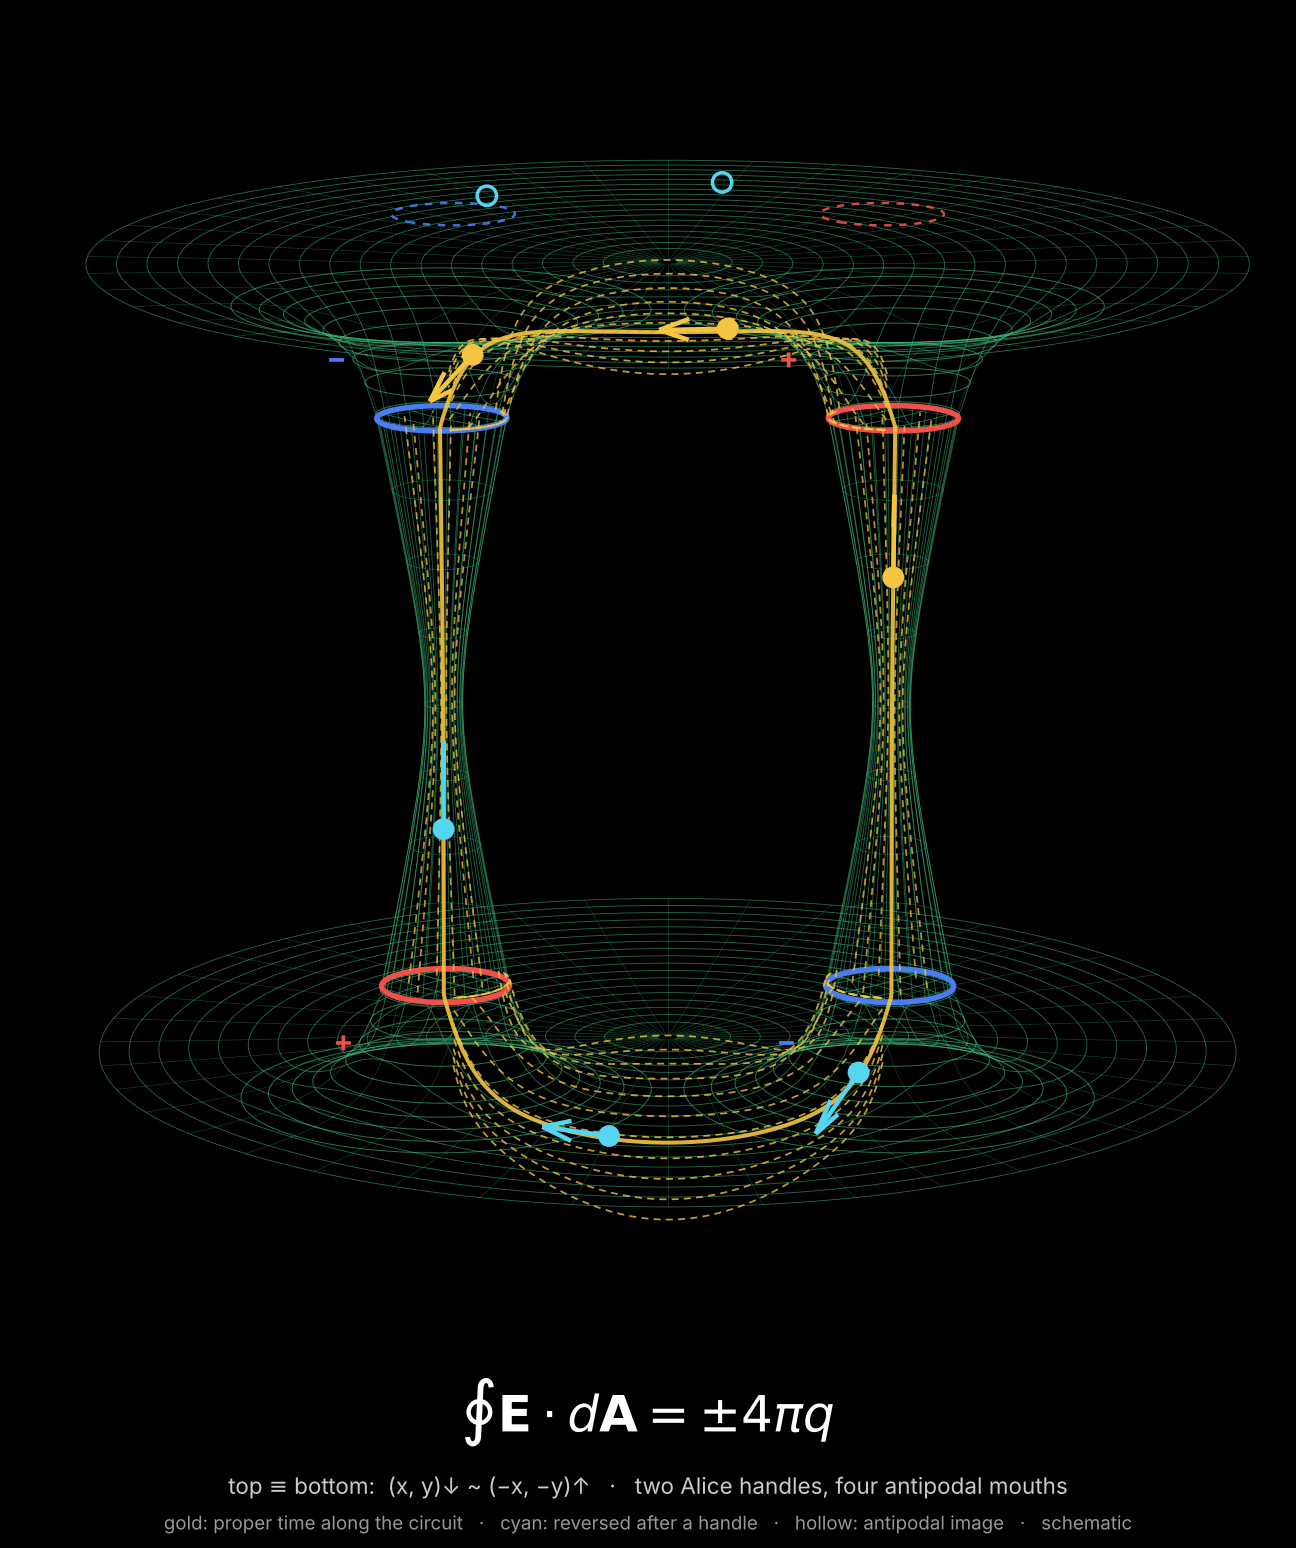 − +
+ −
∮E · dA = ±4πq
top ≡ bottom: (x, y)↓ ~ (−x, −y)↑ · two Alice handles, four antipodal mouths
gold: proper time along the circuit · cyan: reversed after a handle · hollow: antipodal image · schematic